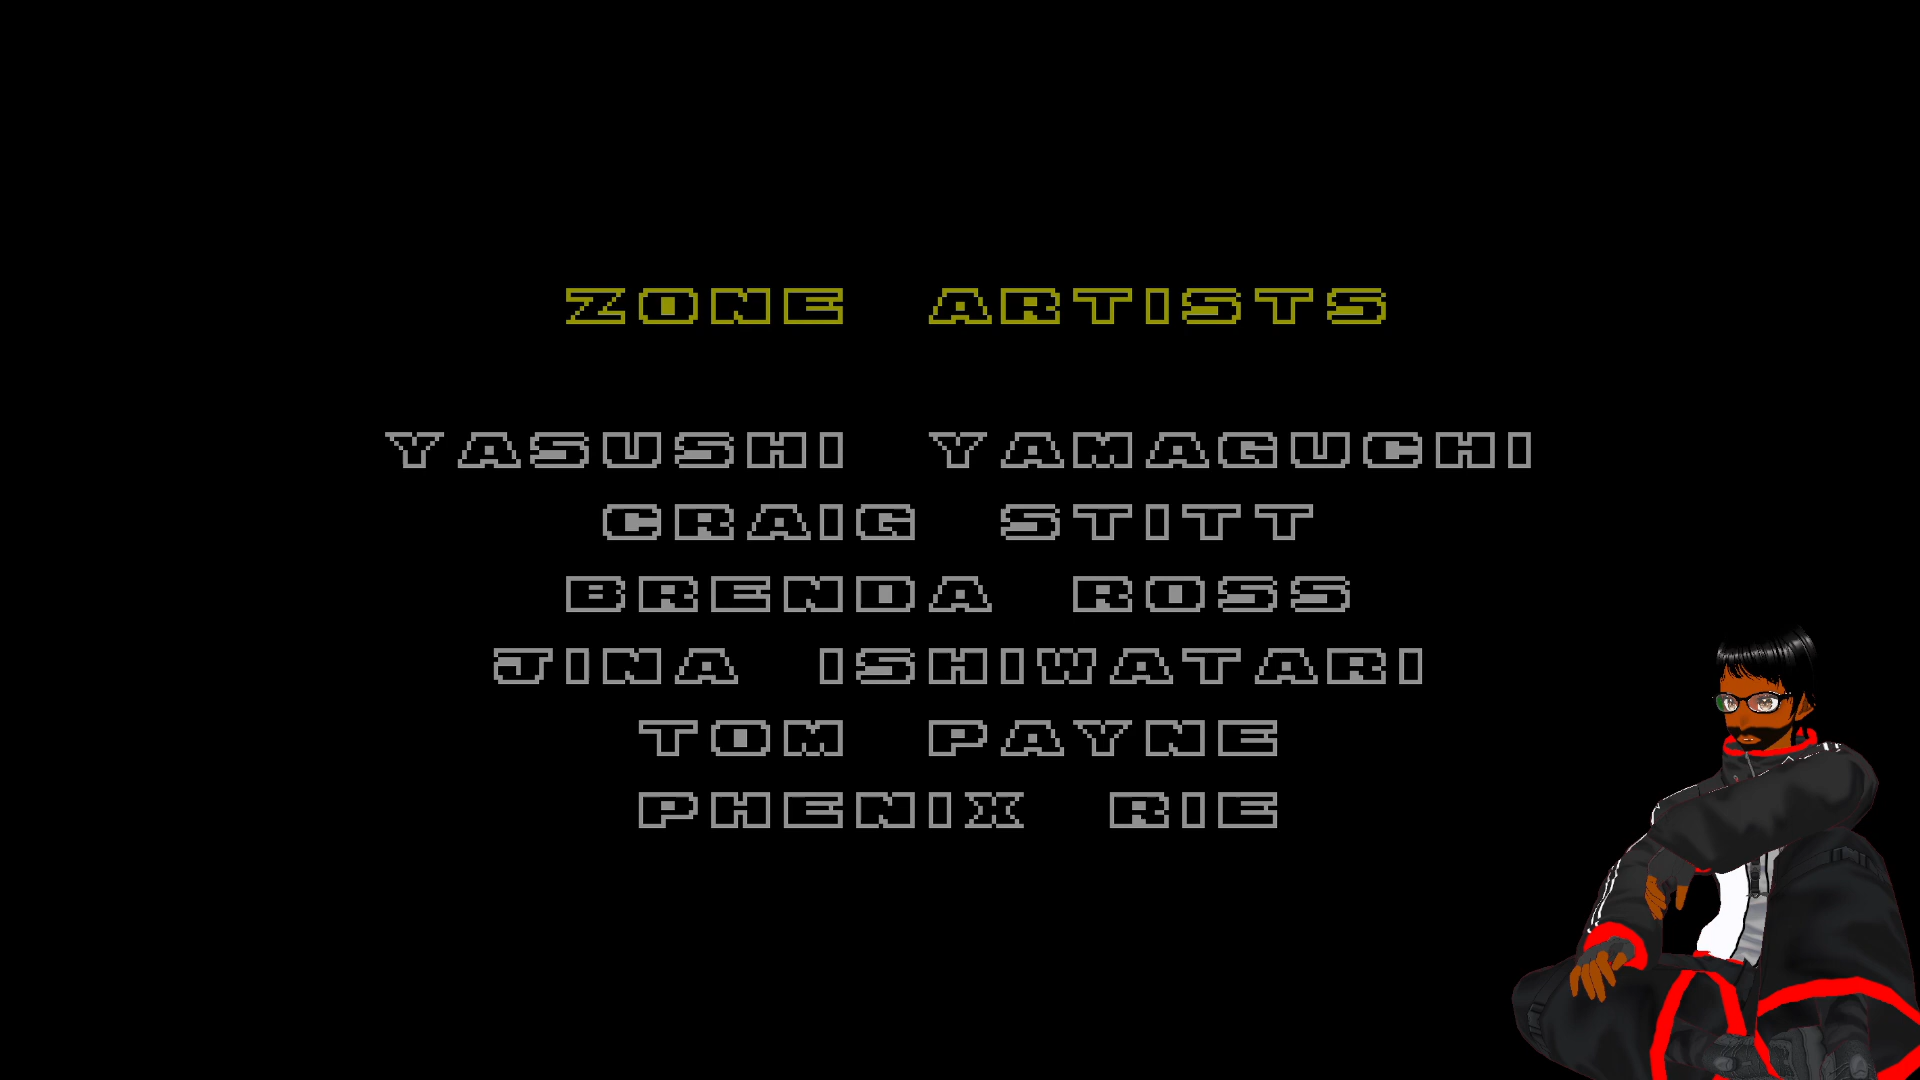 ZONE ARTISTS
YASUSHI YAMAGUCHI
CRAIG STITT
BRENDA ROSS
JINA ISHIWATARI
TOM PAYNE
PHENIX RIE